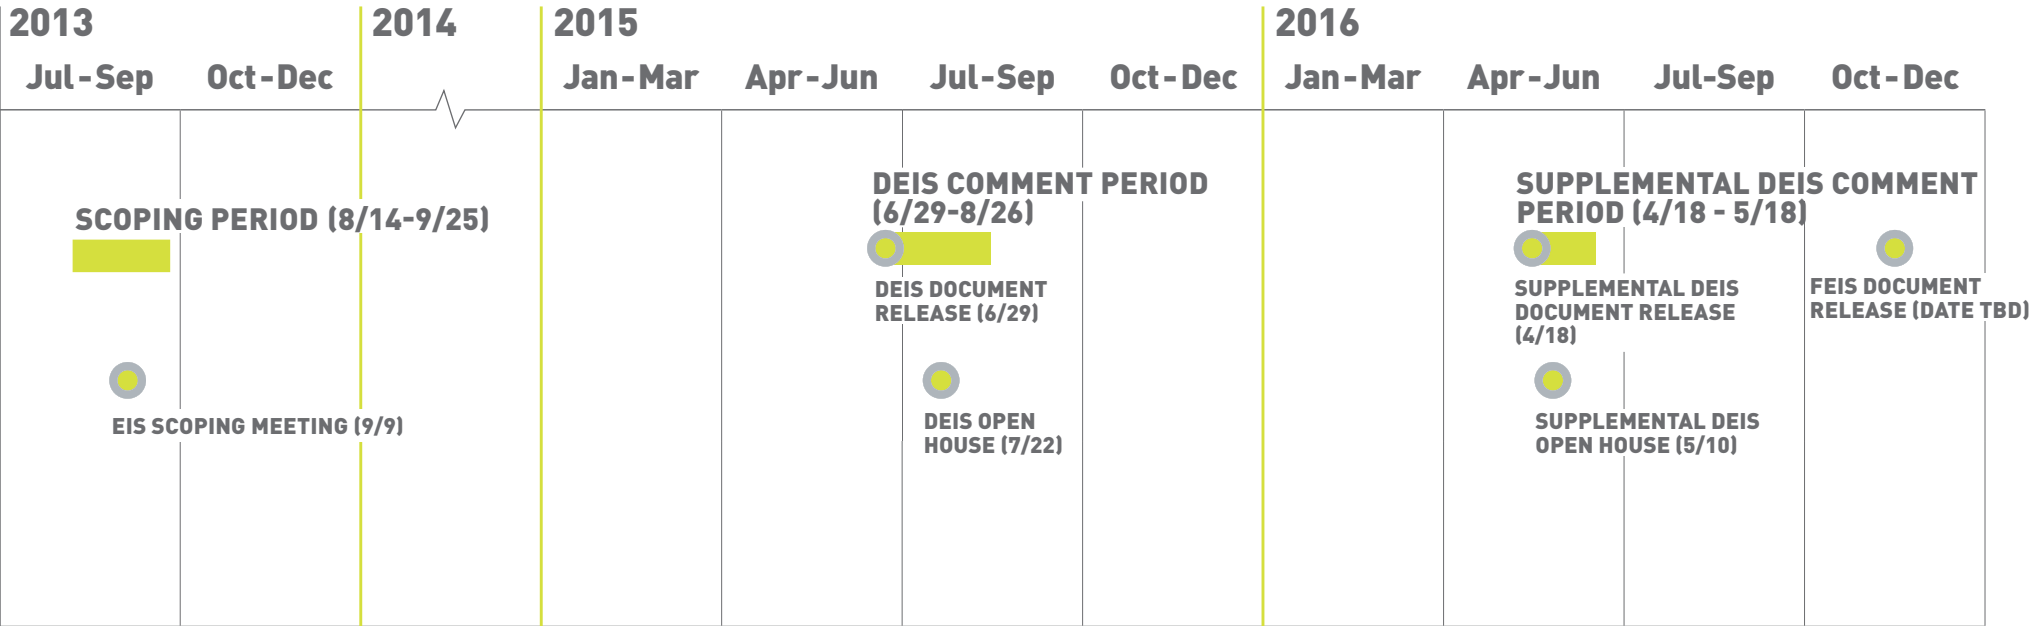 2013
2014
2015
2016
Jul-Sep
Oct-Dec
Jan-Mar
Apr-Jun
Jul-Sep
Oct-Dec
Jan-Mar
Apr-Jun
Jul-Sep
Oct-Dec
SCOPING PERIOD (8/14-9/25)
EIS SCOPING MEETING (9/9)
DEIS COMMENT PERIOD
(6/29-8/26)
DEIS DOCUMENT
RELEASE (6/29)
DEIS OPEN
HOUSE (7/22)
SUPPLEMENTAL DEIS COMMENT
PERIOD (4/18 - 5/18)
SUPPLEMENTAL DEIS
DOCUMENT RELEASE
(4/18)
SUPPLEMENTAL DEIS
OPEN HOUSE (5/10)
FEIS DOCUMENT
RELEASE (DATE TBD)